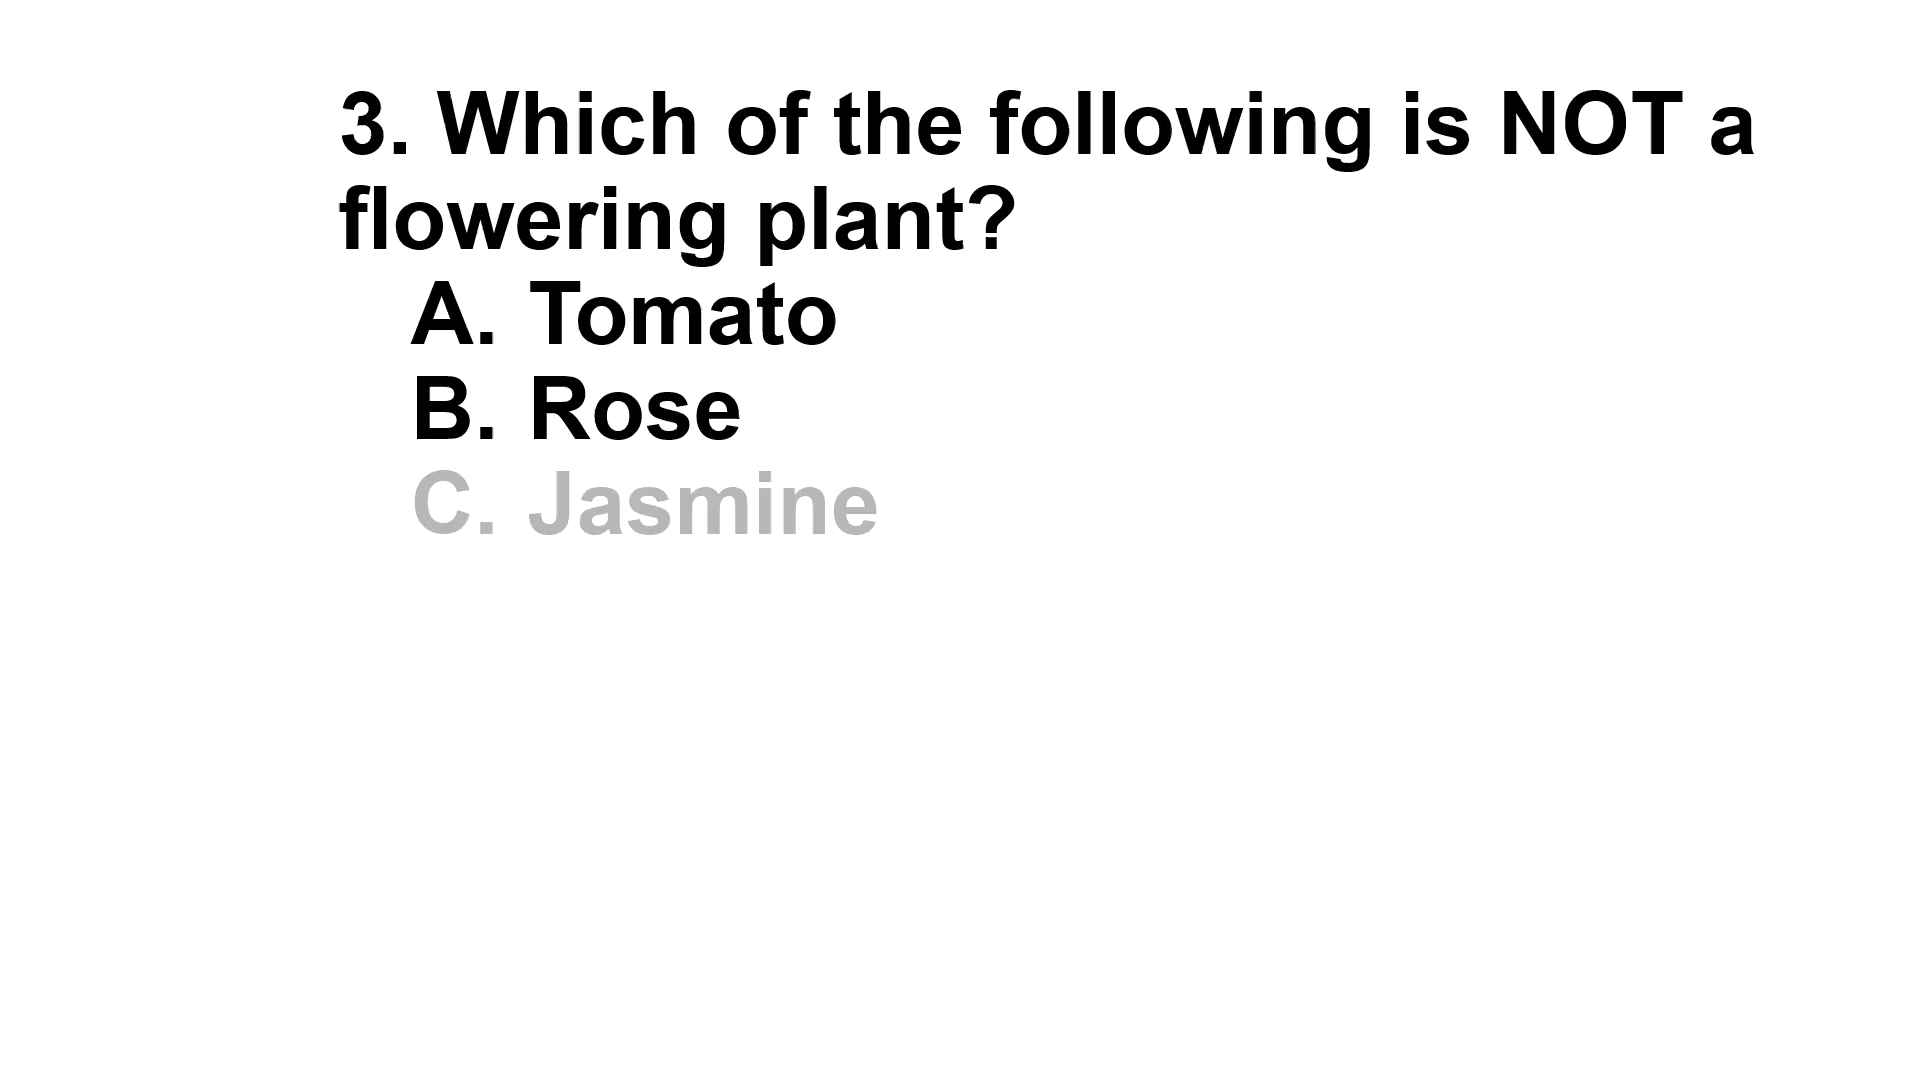 3. Which of the following is NOT a
flowering plant?
A. Tomato
B. Rose
C. Jasmine